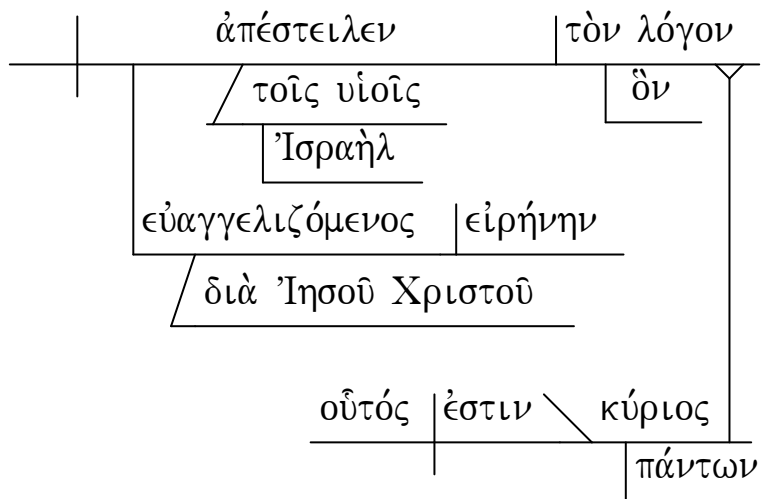 ἀπέστειλεν τὸν λόγον
τοῖς υἱοῖς ὃν
Ἰσραὴλ
εὐαγγελιζόμενος εἰρήνην
διὰ Ἰησοῦ Χριστοῦ
οὗτός ἐστιν κύριος
πάντων